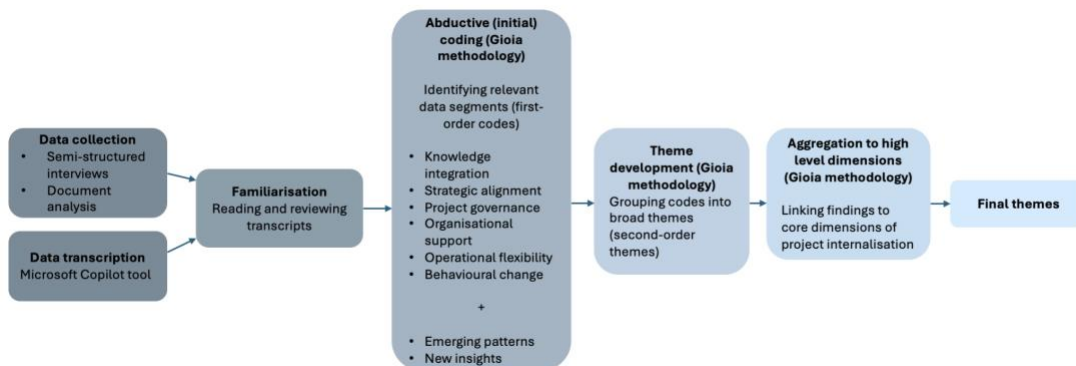 Data collection
• Semi-structured
interviews
• Document
analysis
Data transcription
Microsoft Copilot tool
Familiarisation
Reading and reviewing
transcripts
Abductive (initial)
coding (Gioia
methodology)
Identifying relevant
data segments (first-
order codes)
• Knowledge
integration
• Strategic alignment
• Project governance
• Organisational
support
• Operational flexibility
• Behavioural change
+
• Emerging patterns
• New insights
Theme
development (Gioia
methodology)
Grouping codes into
broad themes
(second-order
themes)
Aggregation to high
level dimensions
(Gioia methodology)
Linking findings to
core dimensions of
project internalisation
Final themes